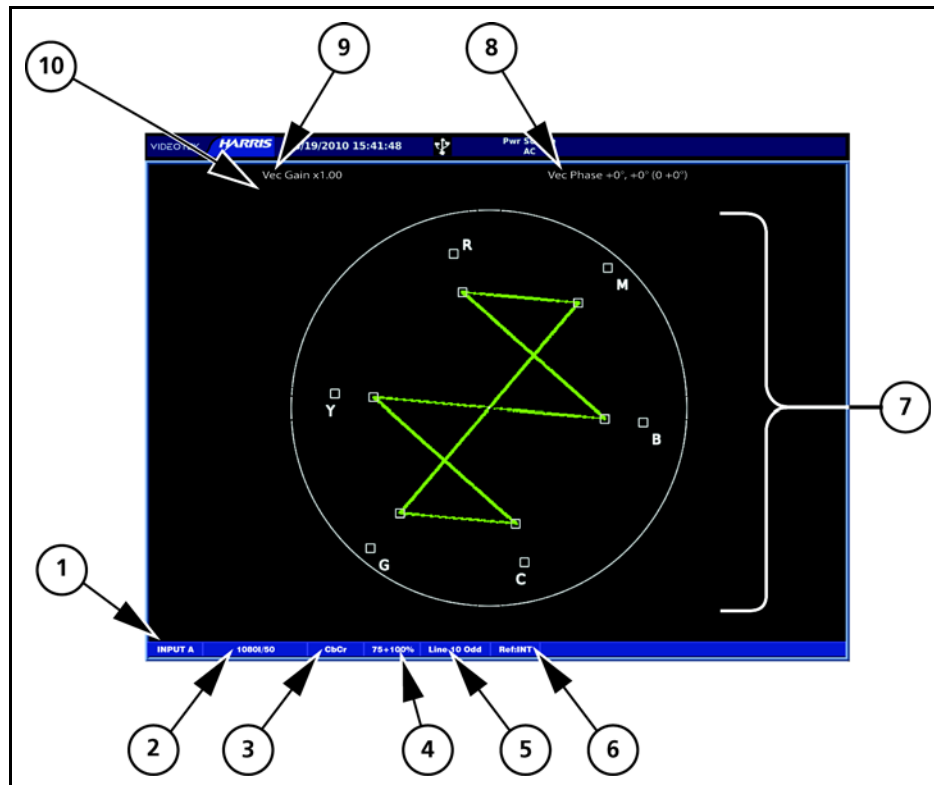 9
8
10
VIDEOTEK HARRIS /19/2010 15:41:48 Pwr
AC
Vec Gain x1.00 Vec Phase +0°, +0° (0 +0°)
R
M
Y
B
7
G
C
1
INPUT A 1080I/50 CbCr 75+100% Line 10 Odd Ref:INT
2
3
4
5
6